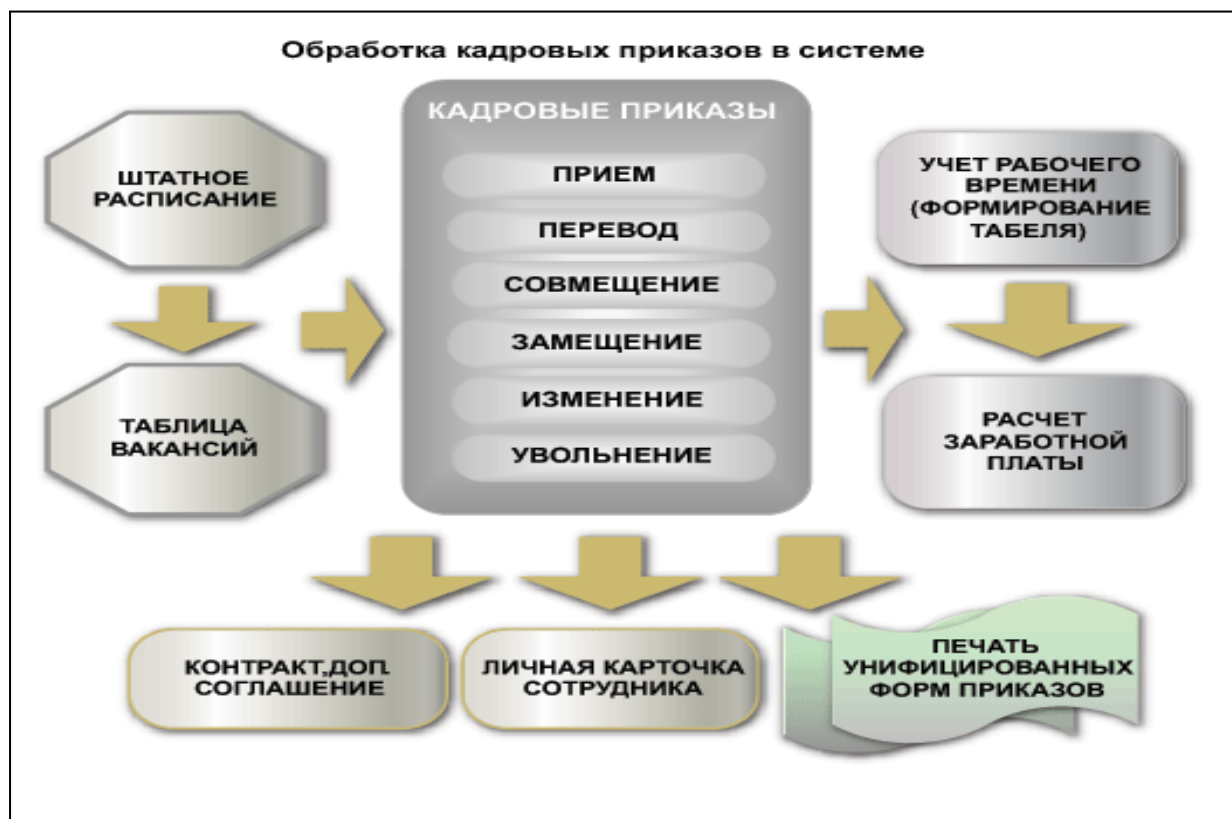 Обработка кадровых приказов в системе
КАДРОВЫЕ ПРИКАЗЫ
ПРИЕМ
ПЕРЕВОД
СОВМЕЩЕНИЕ
ЗАМЕЩЕНИЕ
ИЗМЕНЕНИЕ
УВОЛЬНЕНИЕ
ШТАТНОЕ
РАСПИСАНИЕ
ТАБЛИЦА
ВАКАНСИЙ
УЧЕТ РАБОЧЕГО
ВРЕМЕНИ
(ФОРМИРОВАНИЕ
ТАБЕЛЯ)
РАСЧЕТ
ЗАРАБОТНОЙ
ПЛАТЫ
КОНТРАКТ,ДОП.
СОГЛАШЕНИЕ
ЛИЧНАЯ КАРТОЧКА
СОТРУДНИКА
ПЕЧАТЬ
УНИФИЦИРОВАННЫХ
ФОРМ ПРИКАЗОВ